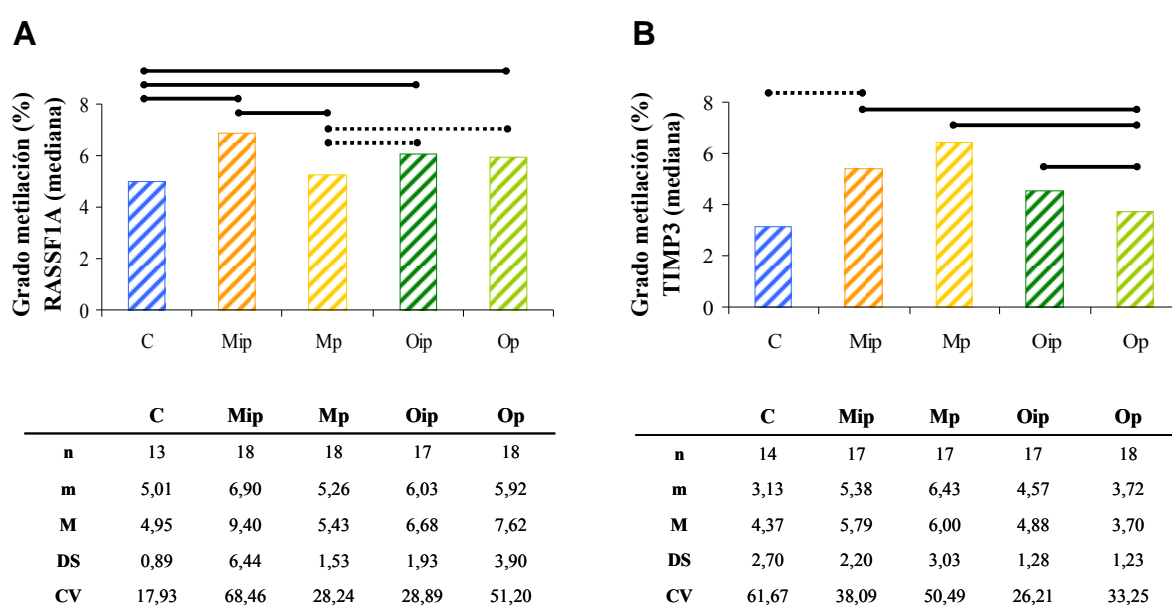 A
Grado metilación (%)
RASSF1A (mediana)
8
6
4
2
0
C Mip Mp Oip Op
C Mip Mp Oip Op
n 13 18 18 17 18
m 5,01 6,90 5,26 6,03 5,92
M 4,95 9,40 5,43 6,68 7,62
DS 0,89 6,44 1,53 1,93 3,90
CV 17,93 68,46 28,24 28,89 51,20
B
Grado metilación (%)
TIMP3 (mediana)
8
6
4
2
0
C Mip Mp Oip Op
C Mip Mp Oip Op
n 14 17 17 17 18
m 3,13 5,38 6,43 4,57 3,72
M 4,37 5,79 6,00 4,88 3,70
DS 2,70 2,20 3,03 1,28 1,23
CV 61,67 38,09 50,49 26,21 33,25